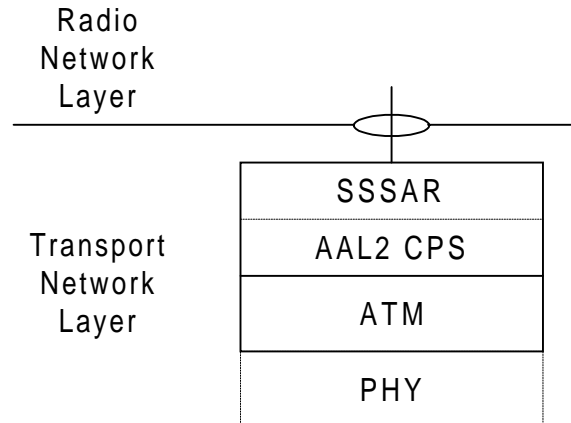 Radio
Network
Layer
SSSAR
AAL2 CPS
Transport
Network
Layer
ATM
PHY